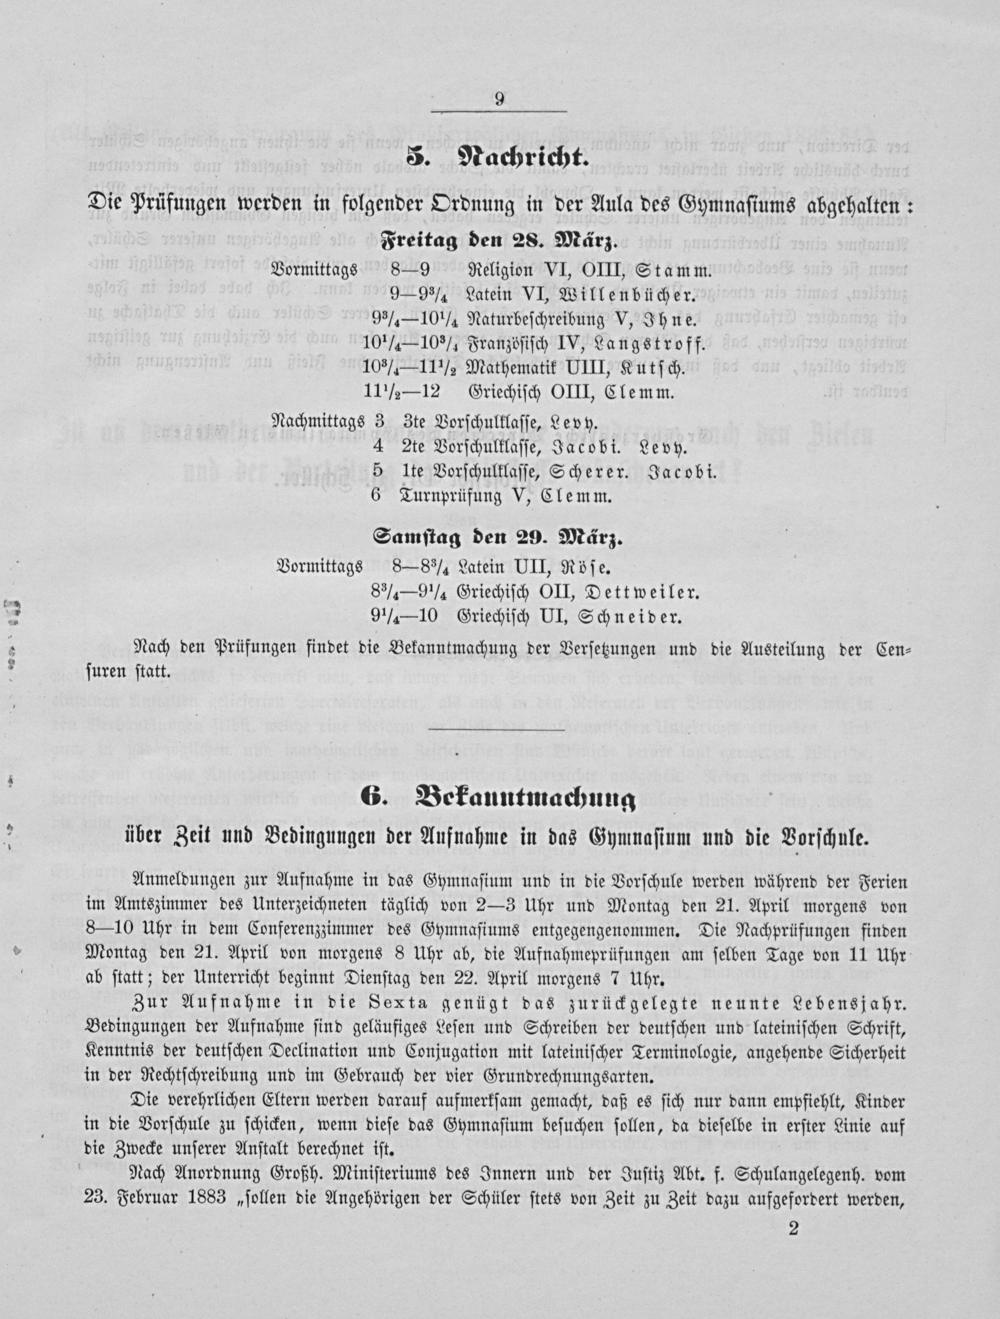 9
5. Nachricht.
Die Prüfungen werden in folgender Ordnung in der Aula des Gymnasiums abgehalten:
Freitag den 28. März.
Vormittags 8—9 Religion VI, OIII, Stamm.
9—9³/₄ Latein VI, Willenbücher.
9³/₄—10¹/₄ Naturbeschreibung V, Ihne.
10¹/₄—10³/₄ Französisch IV, Langstroff.
10³/₄—11¹/₂ Mathematik UIII, Kutsch.
11¹/₂—12 Griechisch OIII, Clemm.
Nachmittags 3 3te Vorschulklasse, Levy.
4 2te Vorschulklasse, Jacobi. Levy.
5 1te Vorschulklasse, Scherer. Jacobi.
6 Turnprüfung V, Clemm.
Samstag den 29. März.
Vormittags 8—8³/₄ Latein UII, Röse.
8³/₄—9¹/₄ Griechisch OII, Dettweiler.
9¹/₄—10 Griechisch UI, Schneider.
Nach den Prüfungen findet die Bekanntmachung der Versetzungen und die Austeilung der Cen-
suren statt.
6. Bekanntmachung
über Zeit und Bedingungen der Aufnahme in das Gymnasium und die Vorschule.
Anmeldungen zur Aufnahme in das Gymnasium und in die Vorschule werden während der Ferien
im Amtszimmer des Unterzeichneten täglich von 2—3 Uhr und Montag den 21. April morgens von
8—10 Uhr in dem Conferenzzimmer des Gymnasiums entgegengenommen. Die Nachprüfungen finden
Montag den 21. April von morgens 8 Uhr ab, die Aufnahmeprüfungen am selben Tage von 11 Uhr
ab statt; der Unterricht beginnt Dienstag den 22. April morgens 7 Uhr.
Zur Aufnahme in die Sexta genügt das zurückgelegte neunte Lebensjahr.
Bedingungen der Aufnahme sind geläufiges Lesen und Schreiben der deutschen und lateinischen Schrift,
Kenntnis der deutschen Declination und Conjugation mit lateinischer Terminologie, angehende Sicherheit
in der Rechtschreibung und im Gebrauch der vier Grundrechnungsarten.
Die verehrlichen Eltern werden darauf aufmerksam gemacht, daß es sich nur dann empfiehlt, Kinder
in die Vorschule zu schicken, wenn diese das Gymnasium besuchen sollen, da dieselbe in erster Linie auf
die Zwecke unserer Anstalt berechnet ist.
Nach Anordnung Großh. Ministeriums des Innern und der Justiz Abt. f. Schulangelegenh. vom
23. Februar 1883 „sollen die Angehörigen der Schüler stets von Zeit zu Zeit dazu aufgefordert werden,
2